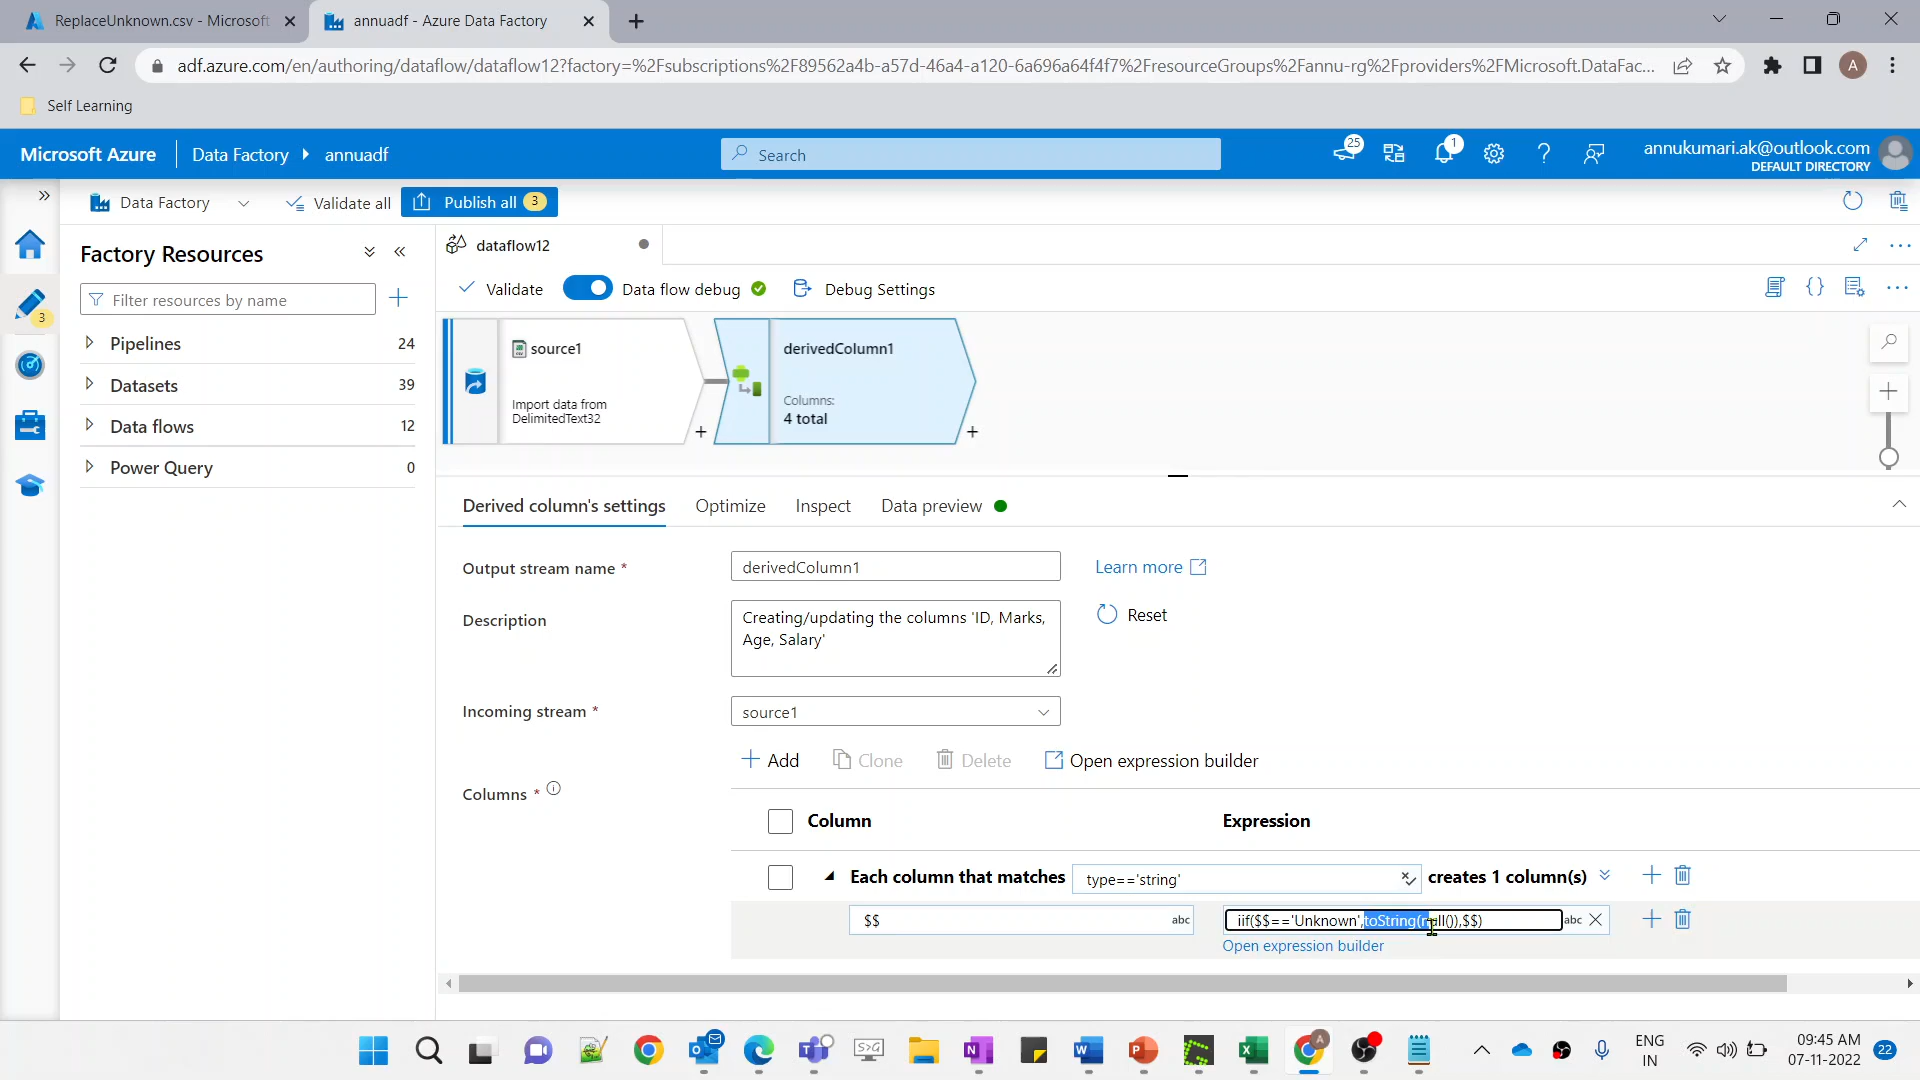 ReplaceUnknown.csv - Microsoft
annuadf - Azure Data Factory
adf.azure.com/en/authoring/dataflow/dataflow12?factory=%2Fsubscriptions%2F89562a4b-a57d-46a4-a120-6a696a64f4f7%2FresourceGroups%2Fannu-rg%2Fproviders%2FMicrosoft.DataFac...
A
Self Learning
Microsoft Azure
Data Factory
annuadf
Search
25
1
annukumari.ak@outlook.com
DEFAULT DIRECTORY
Data Factory
Validate all
Publish all 3
Factory Resources
dataflow12
Filter resources by name
Validate
Data flow debug
Debug Settings
3
Pipelines 24
Datasets 39
Data flows 12
Power Query 0
source1
Import data from
DelimitedText32
derivedColumn1
Columns:
4 total
Derived column's settings
Optimize
Inspect
Data preview
Output stream name *
derivedColumn1
Learn more
Description
Creating/updating the columns 'ID, Marks,
Age, Salary'
Reset
Incoming stream *
source1
Add
Clone
Delete
Open expression builder
Columns *
Column
Expression
Each column that matches
type=='string'
creates 1 column(s)
$$
abc
iif($$=='Unknown',toString(null()),$$)
abc
Open expression builder
S>G
A
ENG
IN
09:45 AM
07-11-2022
22